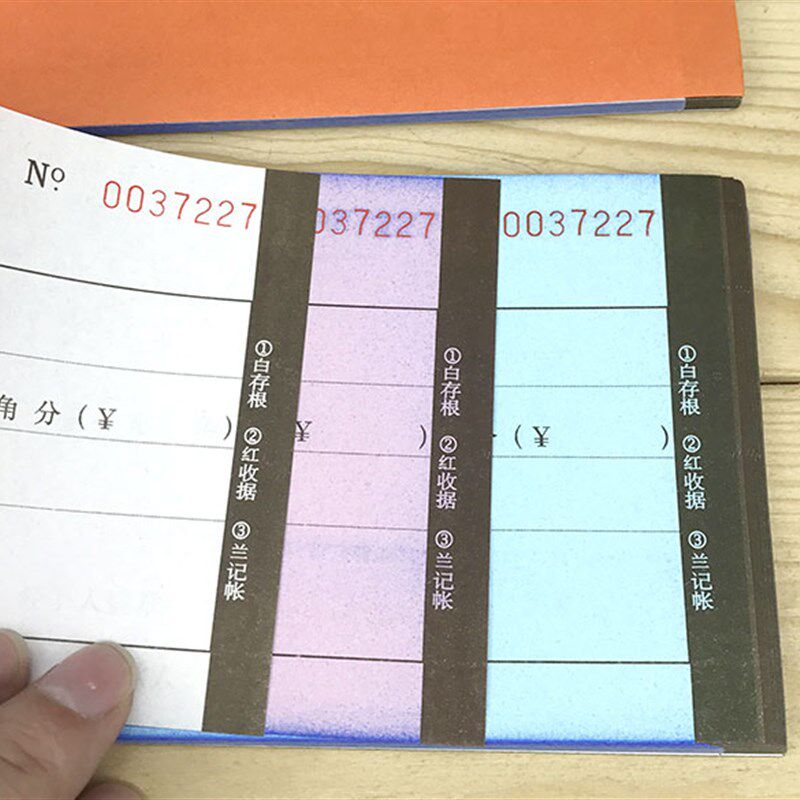 Nº 0037227
037227
0037227
角 分（¥ ）
¥ ）
（¥ ）
①白存根 ②红收据 ③兰记帐
①白存根 ②红收据 ③兰记帐
①白存根 ②红收据 ③兰记帐